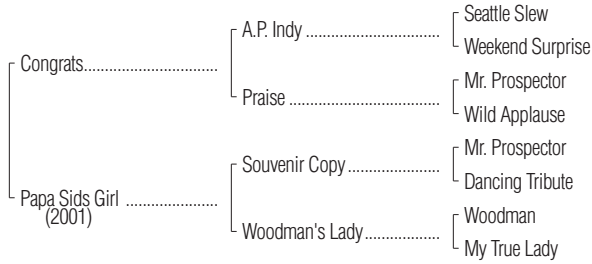 Seattle Slew
A.P. Indy ..............................
Weekend Surprise
Congrats..............................
Mr. Prospector
Praise ..................................
Wild Applause
Mr. Prospector
Souvenir Copy....................
Dancing Tribute
Papa Sids Girl .....................
(2001)
Woodman
Woodman's Lady.................
My True Lady